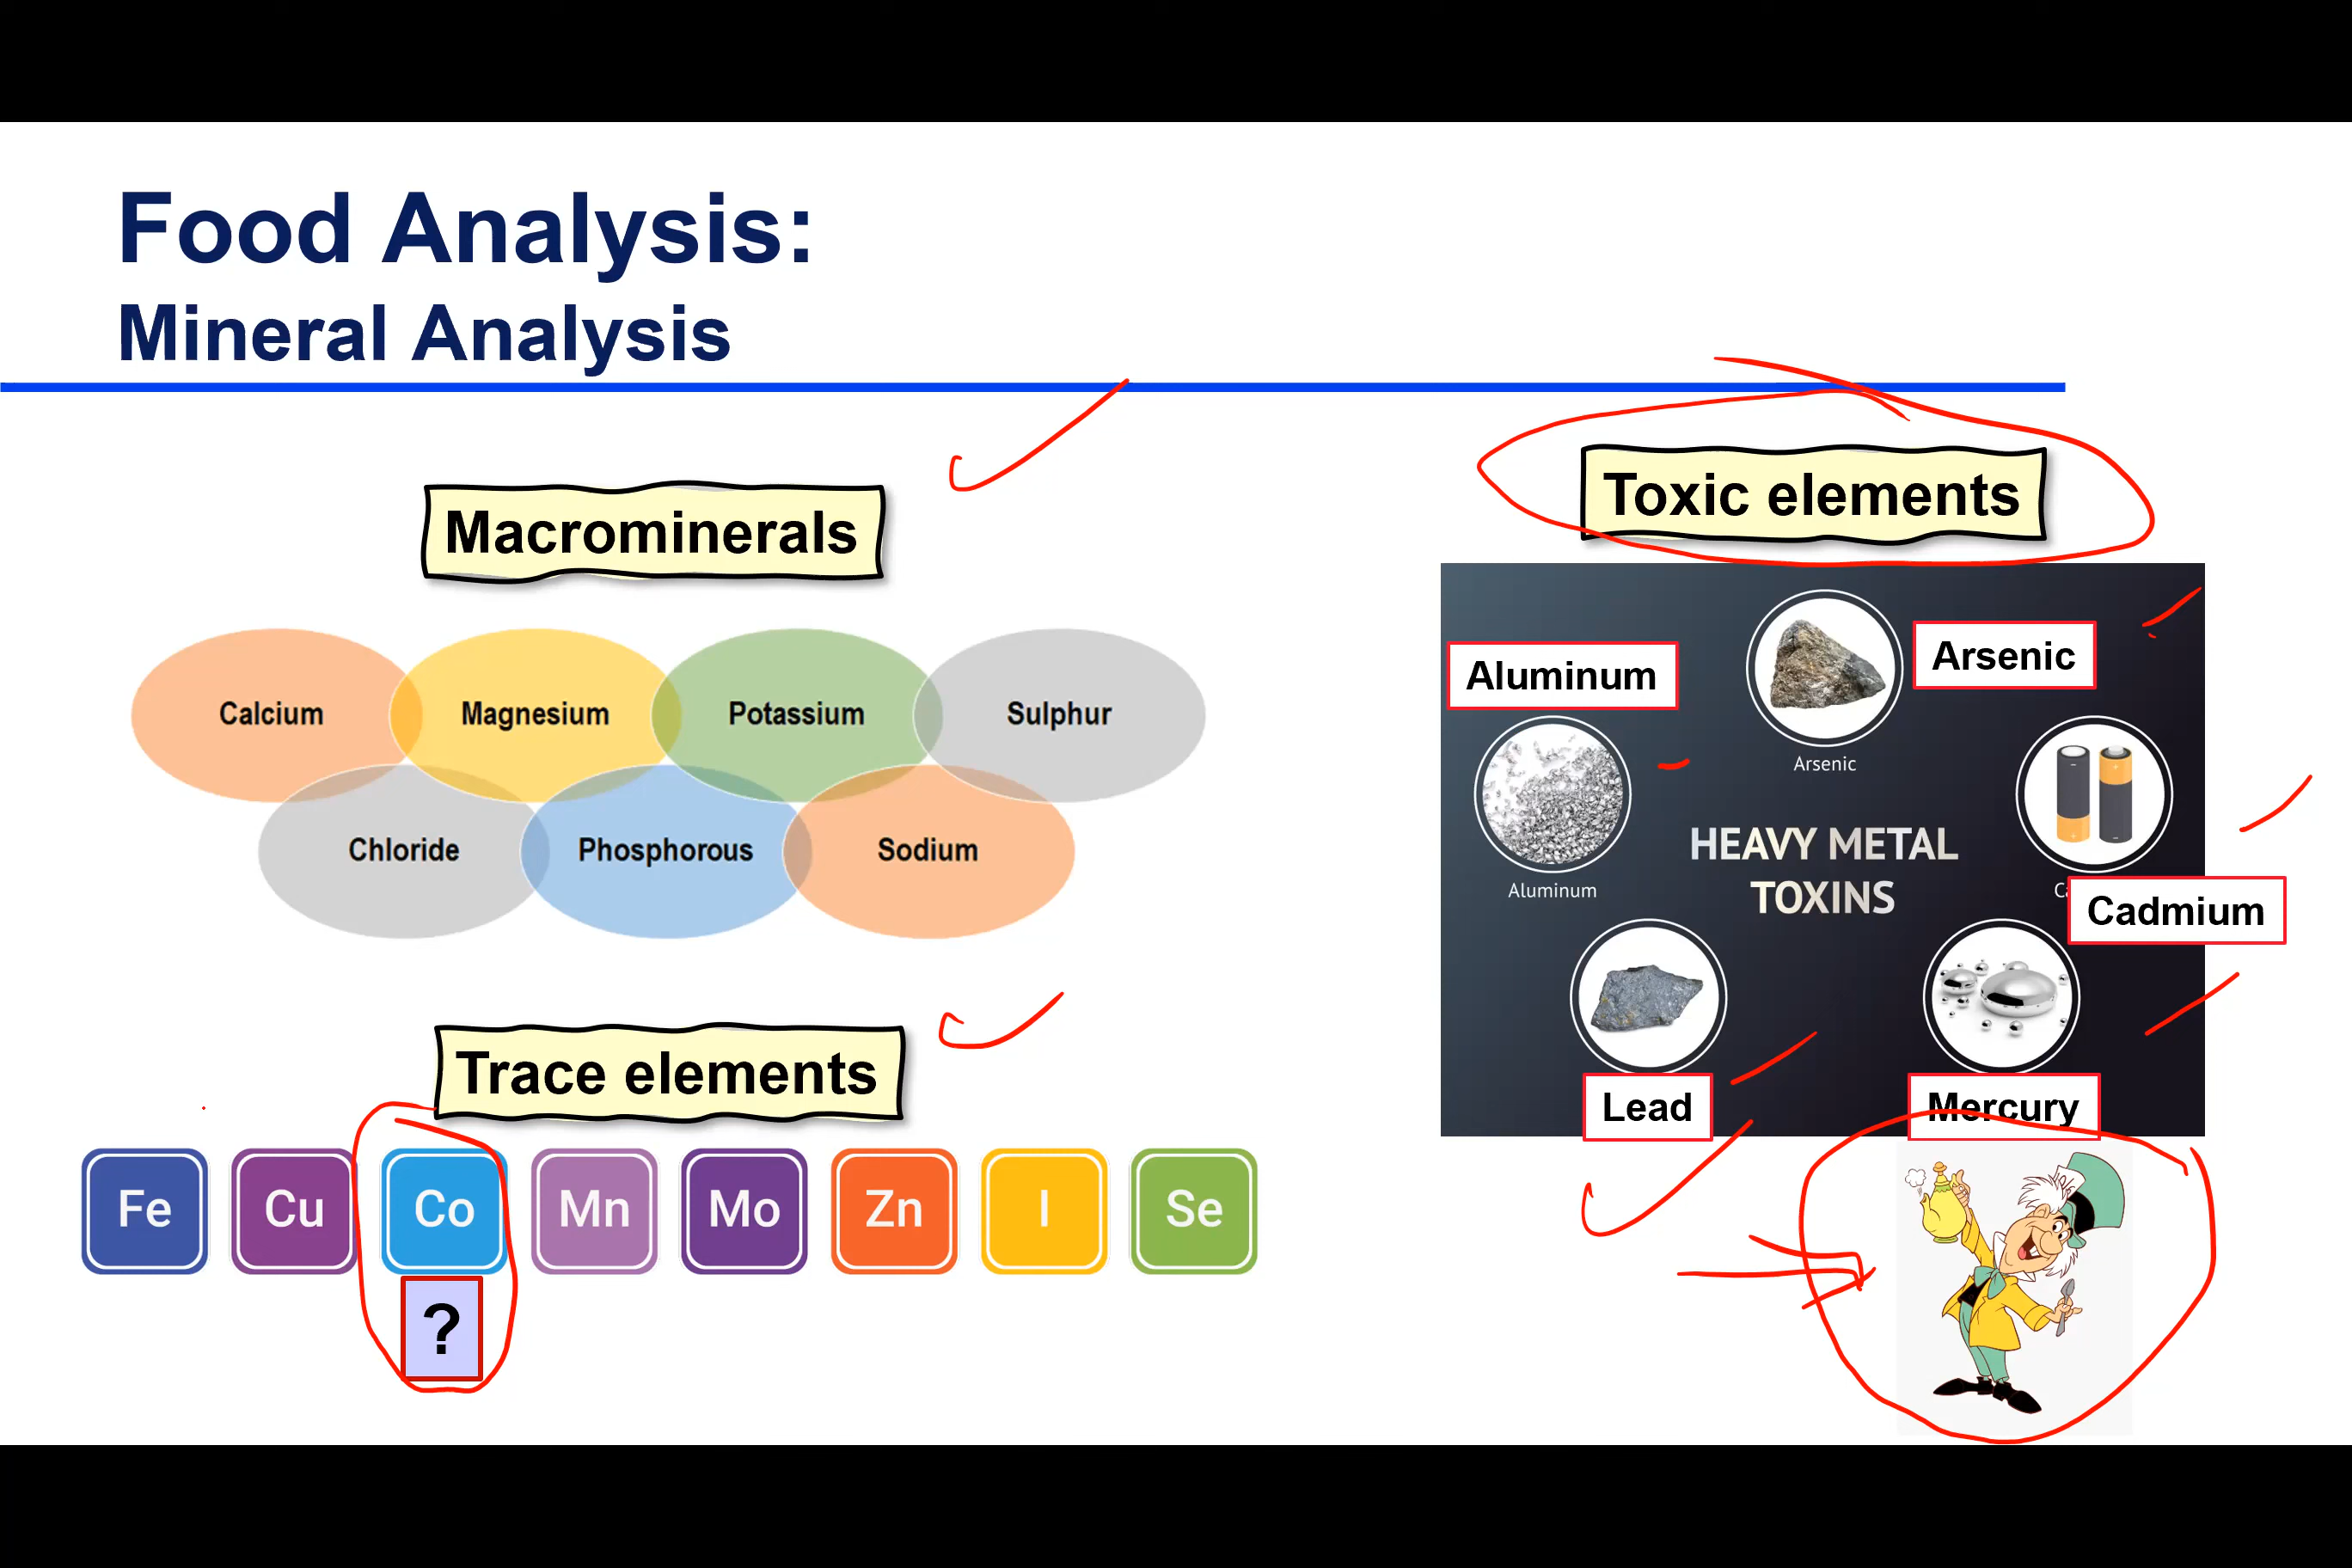 Food Analysis:
Mineral Analysis
Macrominerals
Calcium
Magnesium
Potassium
Sulphur
Chloride
Phosphorous
Sodium
Trace elements
Fe
Cu
Co
Mn
Mo
Zn
I
Se
?
Toxic elements
Aluminum
Arsenic
Arsenic
Aluminum
HEAVY METAL
TOXINS
Cadmium
Lead
Mercury